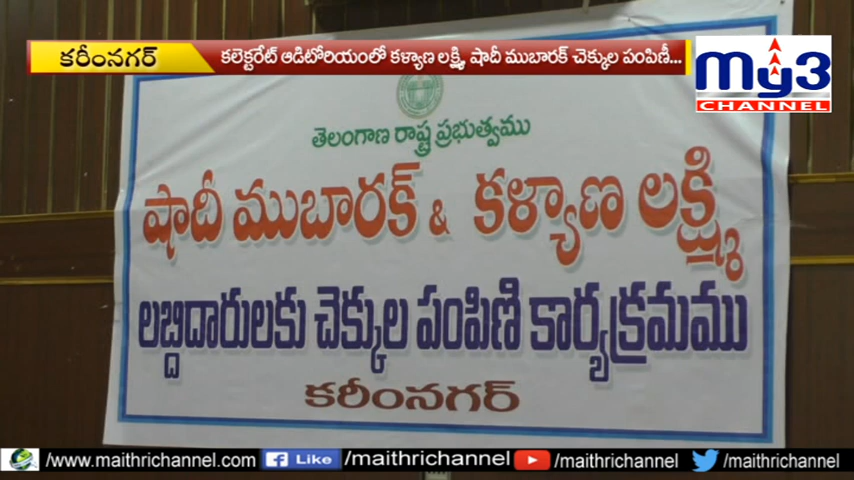 కరీంనగర్ కలెక్టరేట్ ఆడిటోరియంలో కళ్యాణ లక్ష్మి, షాదీ ముబారక్ చెక్కుల పంపిణీ...
my3
CHANNEL
తెలంగాణ రాష్ట్ర ప్రభుత్వము
షాదీ ముబారక్ & కళ్యాణ లక్ష్మి
లబ్దిదారులకు చెక్కుల పంపిణి కార్యక్రమము
కరీంనగర్
/www.maithrichannel.com Like /maithrichannel /maithrichannel /maithrichannel/